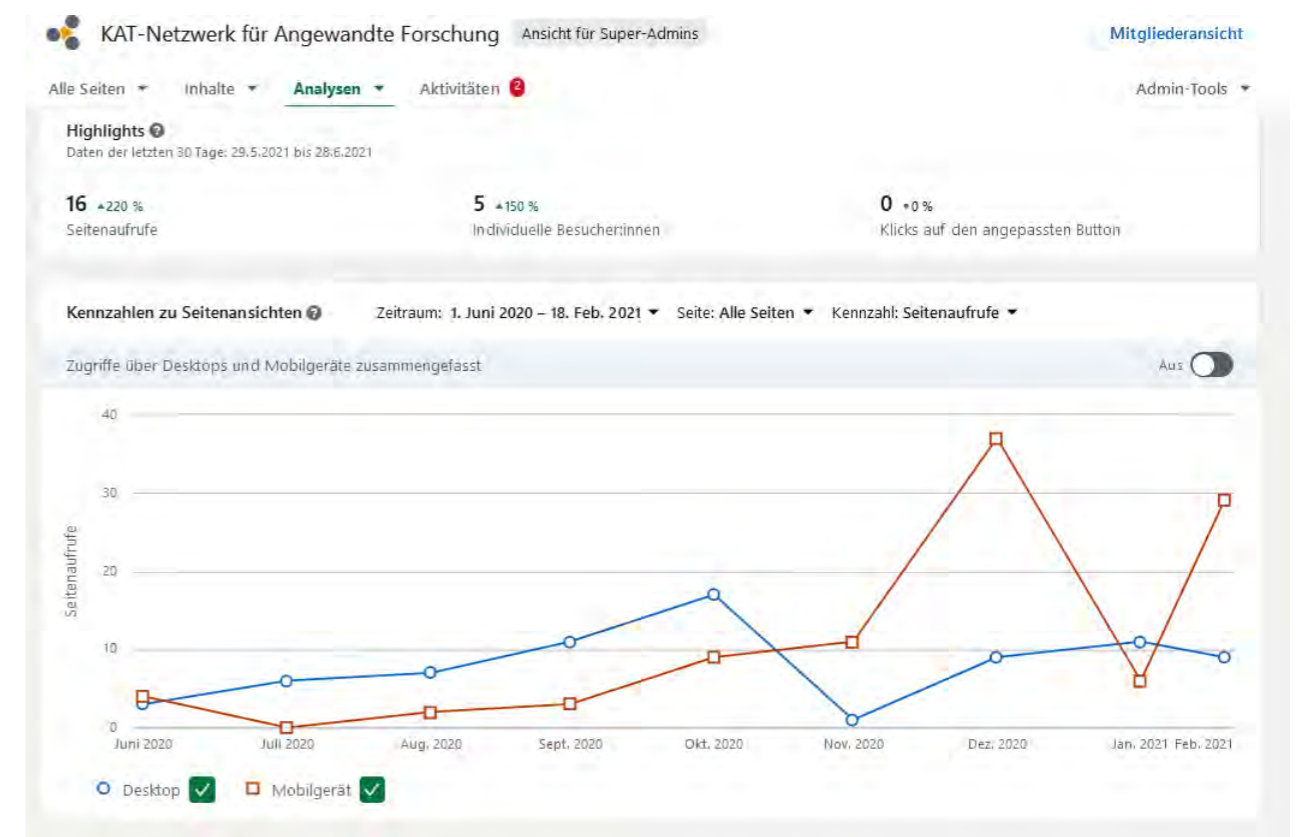 KAT-Netzwerk für Angewandte Forschung Ansicht für Super-Admins Mitgliederansicht
Alle Seiten Inhalte Analysen Aktivitäten 2 Admin-Tools
Highlights ?
Daten der letzten 30 Tage: 29.5.2021 bis 28.6.2021
16 ▲220 % 5 ▲150 % 0 •0 %
Seitenaufrufe Individuelle Besucher:innen Klicks auf den angepassten Button
Kennzahlen zu Seitenansichten ? Zeitraum: 1. Juni 2020 – 18. Feb. 2021 Seite: Alle Seiten Kennzahl: Seitenaufrufe
Zugriffe über Desktops und Mobilgeräte zusammengefasst Aus
40
30
20
10
0
Seitenaufrufe
Juni 2020 Juli 2020 Aug. 2020 Sept. 2020 Okt. 2020 Nov. 2020 Dez. 2020 Jan. 2021 Feb. 2021
Desktop Mobilgerät